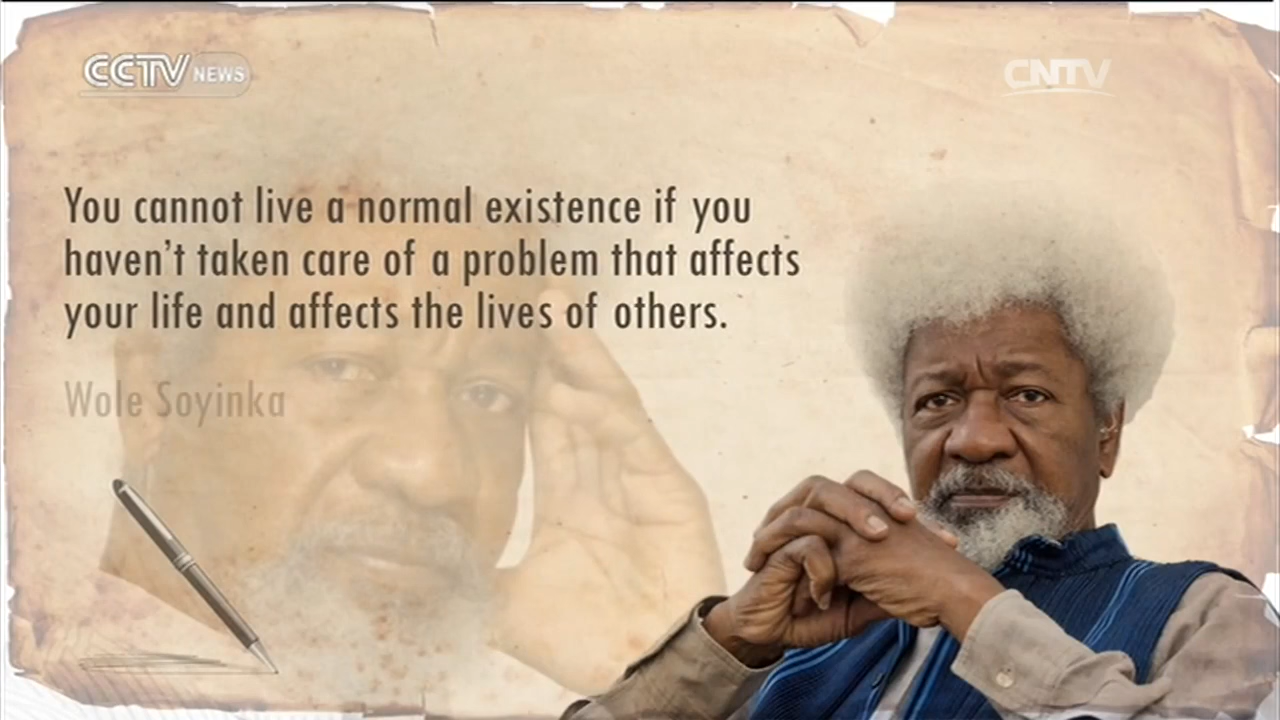 CCTV NEWS
CNTV
You cannot live a normal existence if you
haven’t taken care of a problem that affects
your life and affects the lives of others.
Wole Soyinka